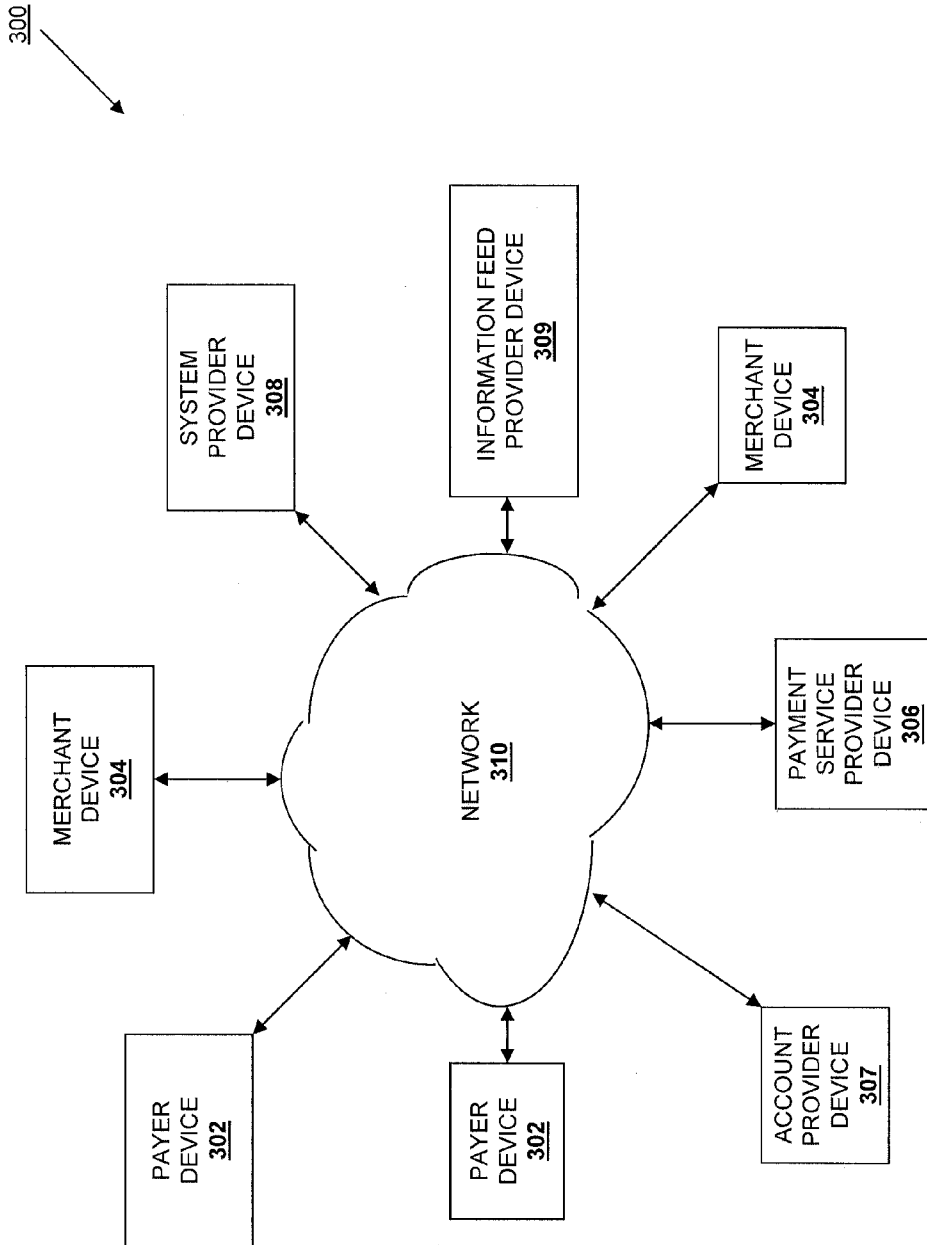 300
PAYER
DEVICE
302
MERCHANT
DEVICE
304
SYSTEM
PROVIDER
DEVICE
308
PAYER
DEVICE
302
NETWORK
310
INFORMATION FEED
PROVIDER DEVICE
309
ACCOUNT
PROVIDER
DEVICE
307
PAYMENT
SERVICE
PROVIDER
DEVICE
306
MERCHANT
DEVICE
304